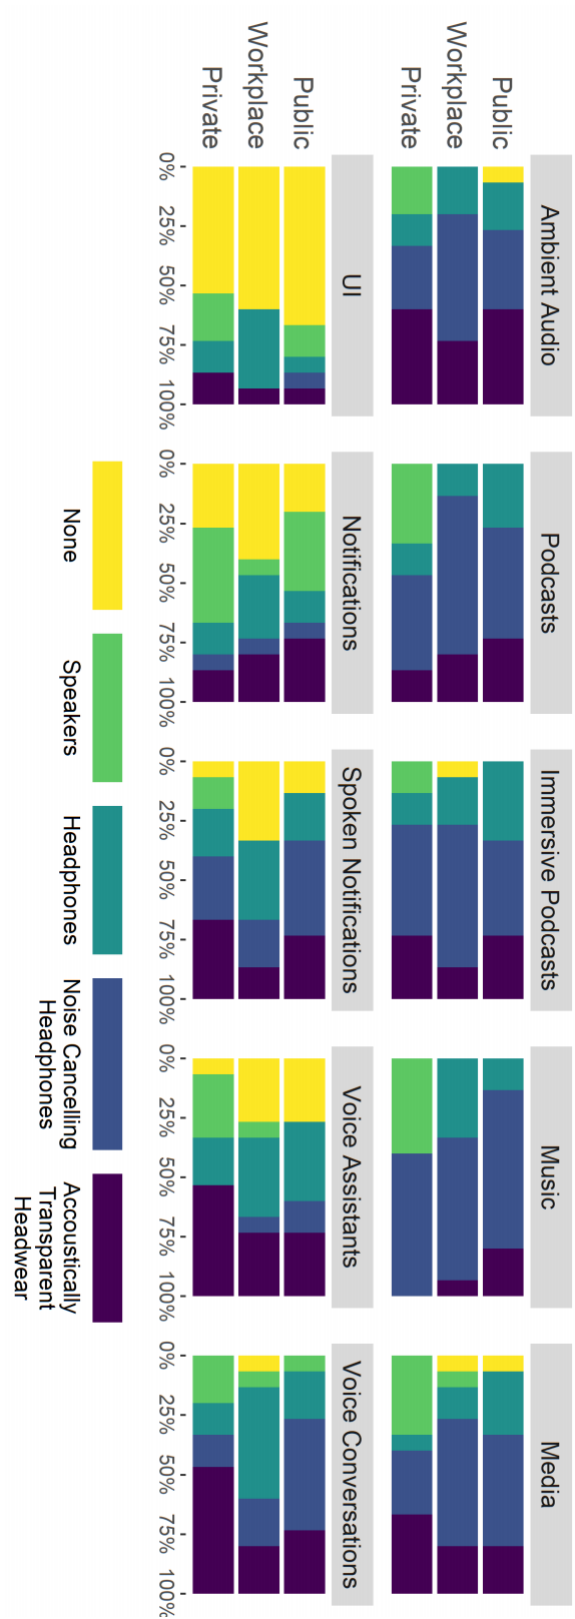 Ambient Audio
Podcasts
Immersive Podcasts
Music
Media
Public
Workplace
Private
UI
Notifications
Spoken Notifications
Voice Assistants
Voice Conversations
Public
Workplace
Private
0% 25% 50% 75% 100%
0% 25% 50% 75% 100%
0% 25% 50% 75% 100%
0% 25% 50% 75% 100%
0% 25% 50% 75% 100%
None
Speakers
Headphones
Noise Cancelling
Headphones
Accoustically
Transparent
Headwear